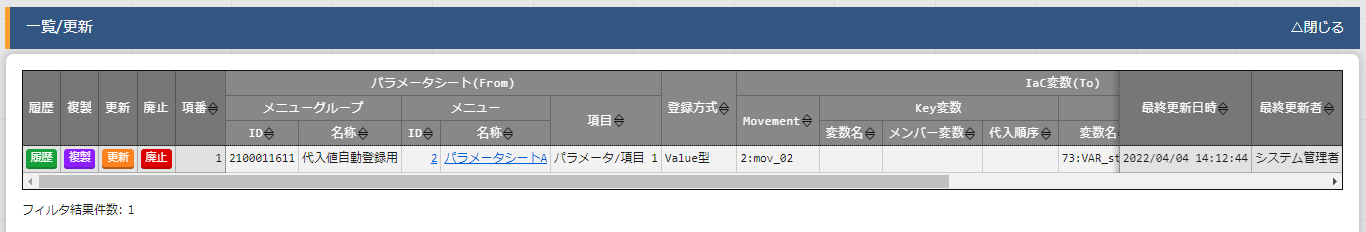 一覧/更新 △閉じる
パラメータシート(From) IaC変数(To)
履歴 複製 更新 廃止 項番 メニューグループ メニュー 項目 登録方式 Movement Key変数 最終更新日時 最終更新者
ID 名称 ID 名称 変数名 メンバー変数 代入順序 変数名
履歴 複製 更新 廃止 1 2100011611 代入値自動登録用 2 パラメータシートA パラメータ/項目 1 Value型 2:mov_02 73:VAR_st 2022/04/04 14:12:44 システム管理者
フィルタ結果件数: 1